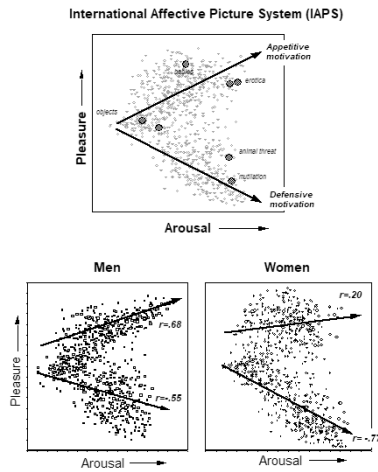 International Affective Picture System (IAPS)
Appetitive
motivation
babies
erotica
objects
animal threat
mutilation
Defensive
motivation
Pleasure
Arousal
Men
Women
r=.68
r=-.55
r=.20
r= -.77
Pleasure
Arousal
Arousal